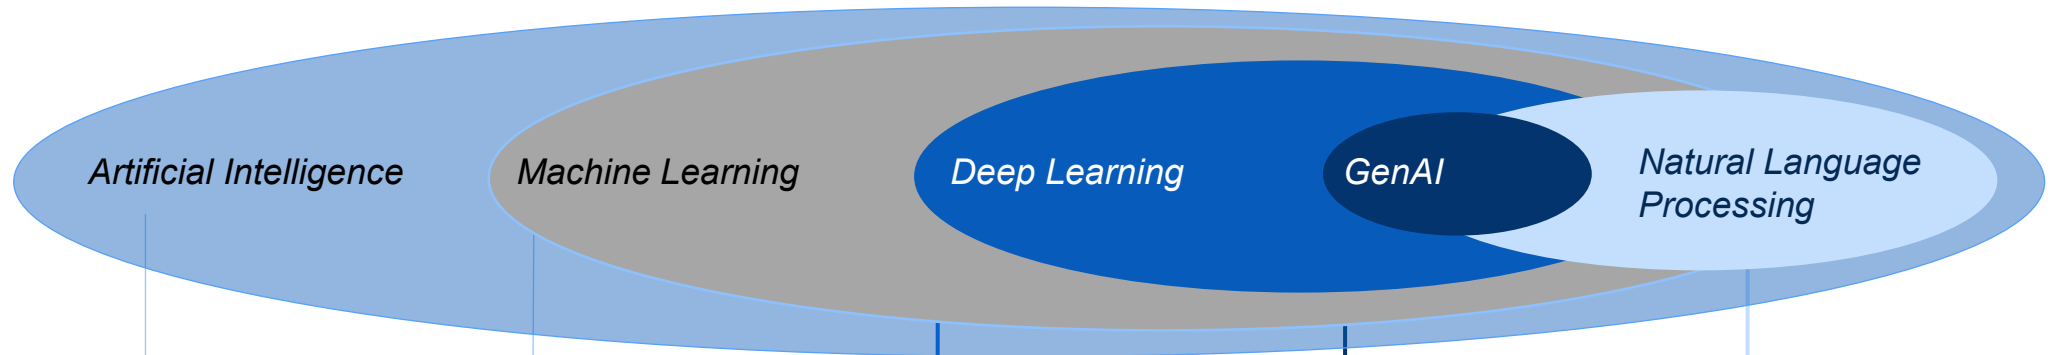 Artificial Intelligence
Machine Learning
Deep Learning
GenAI
Natural Language
Processing